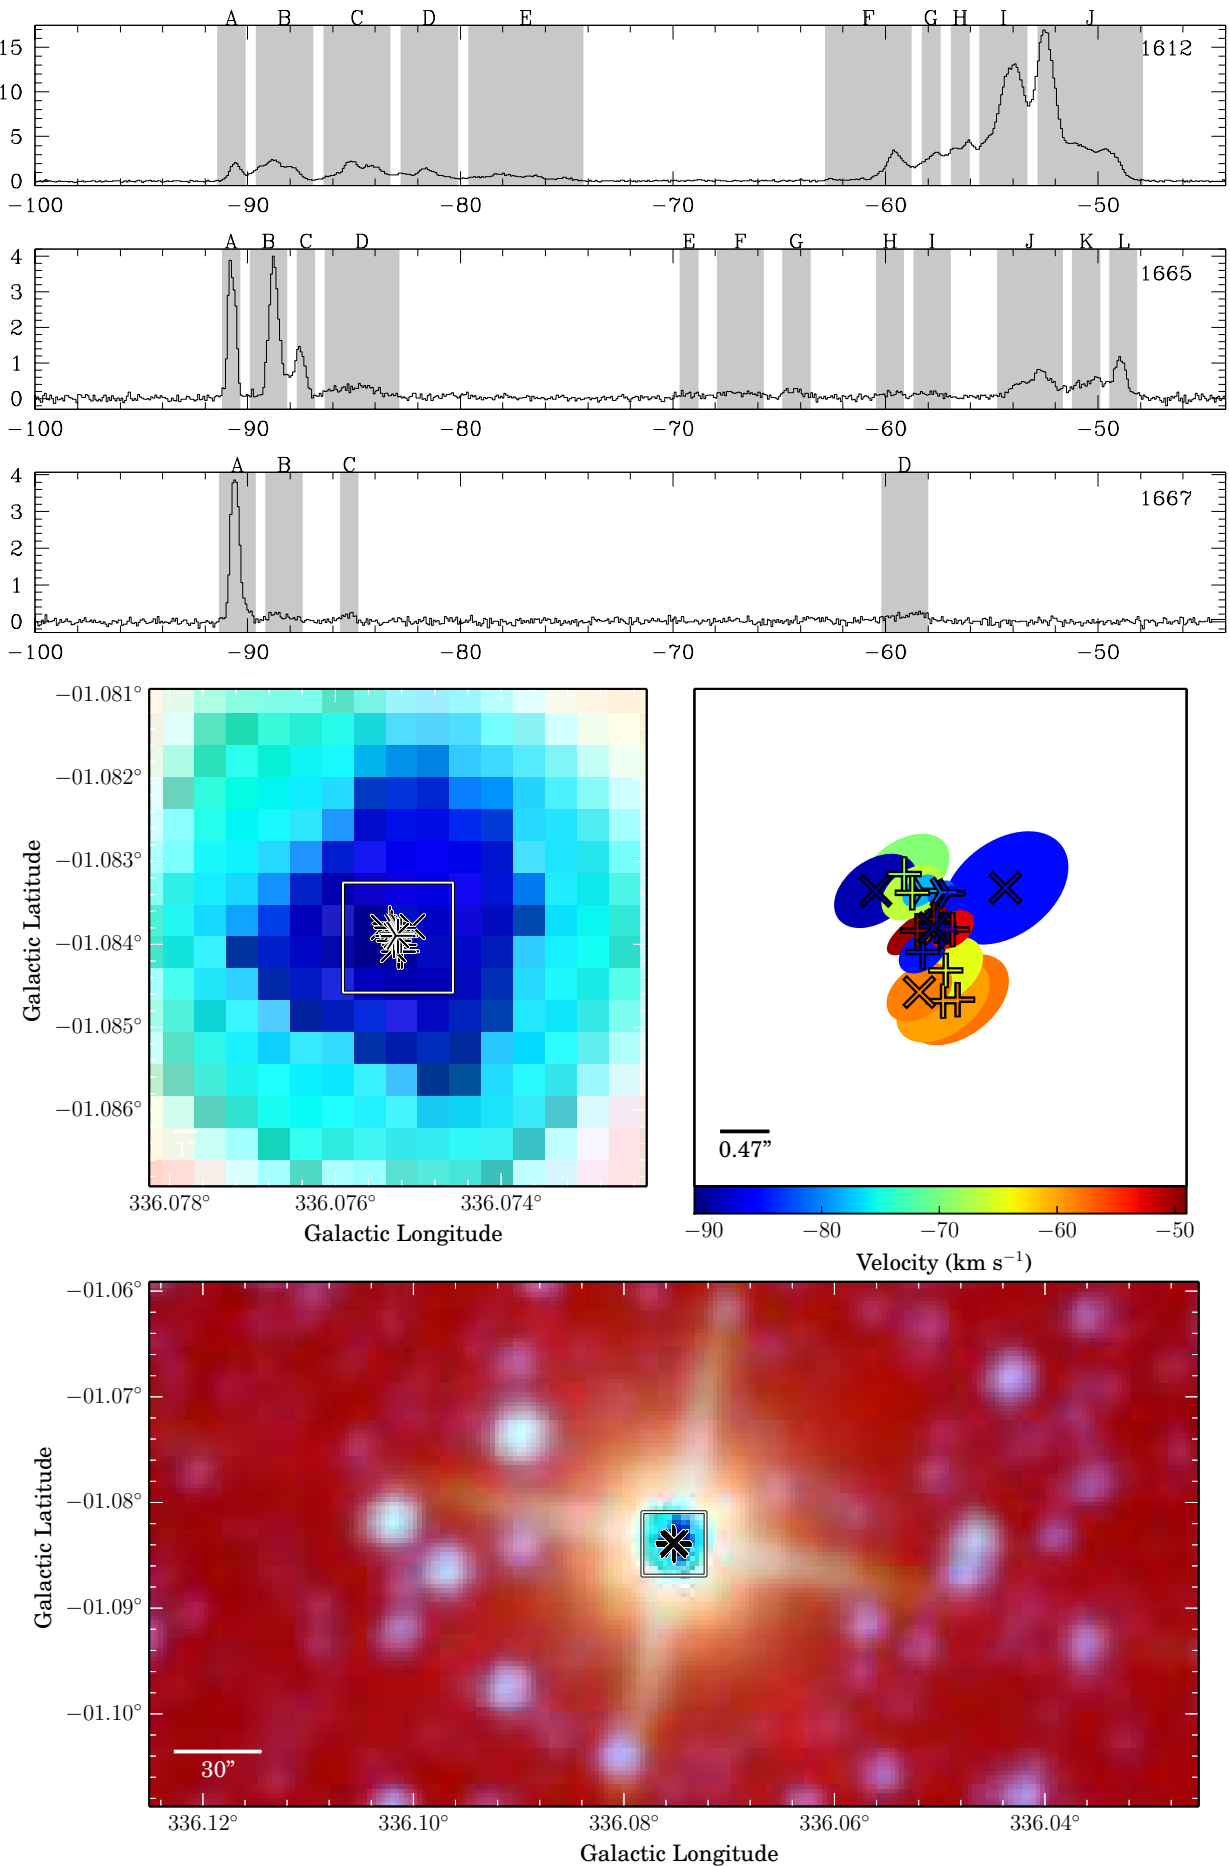 A B C D E F G H I J
15 10 5 0
1612
−100 −90 −80 −70 −60 −50
A B C D E F G H I J K L
4 3 2 1 0
1665
−100 −90 −80 −70 −60 −50
A B C D
4 3 2 1 0
1667
−100 −90 −80 −70 −60 −50
−01.081°
−01.082°
−01.083°
−01.084°
−01.085°
−01.086°
Galactic Latitude
1"
336.078° 336.076° 336.074°
Galactic Longitude
0.47"
−90 −80 −70 −60 −50
Velocity (km s⁻¹)
−01.06°
−01.07°
−01.08°
−01.09°
−01.10°
Galactic Latitude
30"
336.12° 336.10° 336.08° 336.06° 336.04°
Galactic Longitude